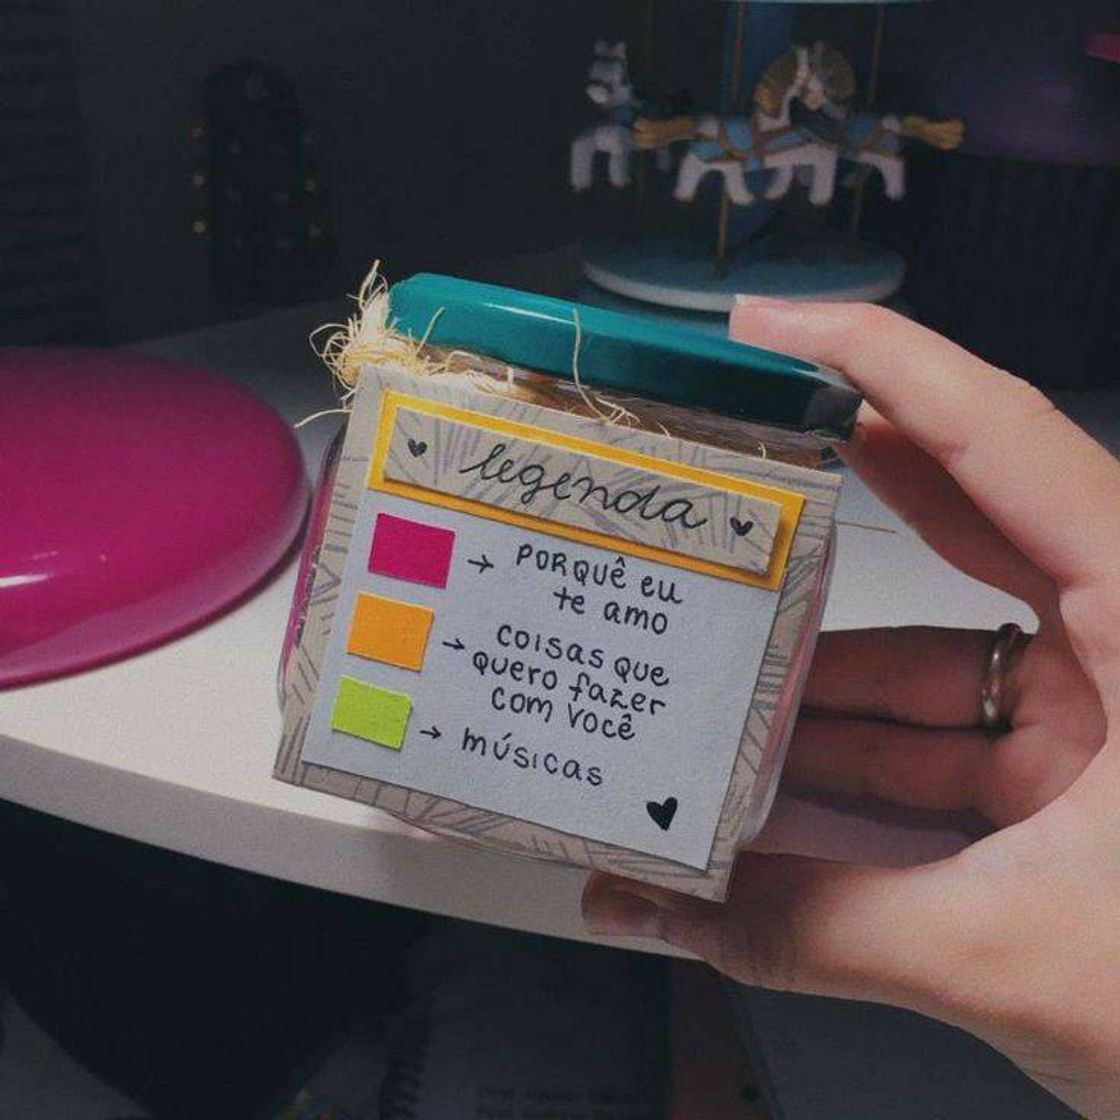 legenda
PORQUÊ EU
te amo
COISAS QUE
QUERO fAZER
COM VOCÊ
MÚSICAS